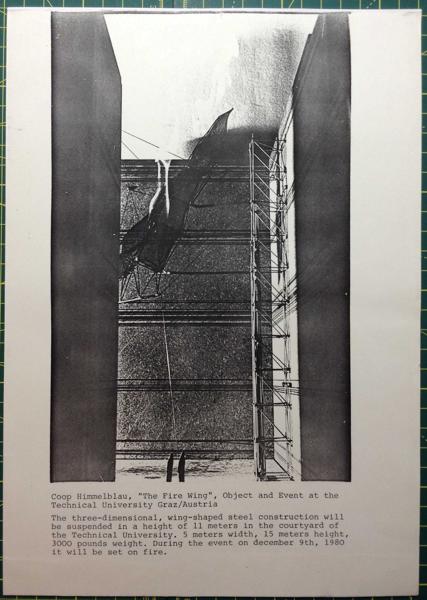 Coop Himmelblau, "The Fire Wing", Object and Event at the
Technical University Graz/Austria
The three-dimensional, wing-shaped steel construction will
be suspended in a height of 11 meters in the courtyard of
the Technical University. 5 meters width, 15 meters height,
3000 pounds weight. During the event on december 9th, 1980
it will be set on fire.